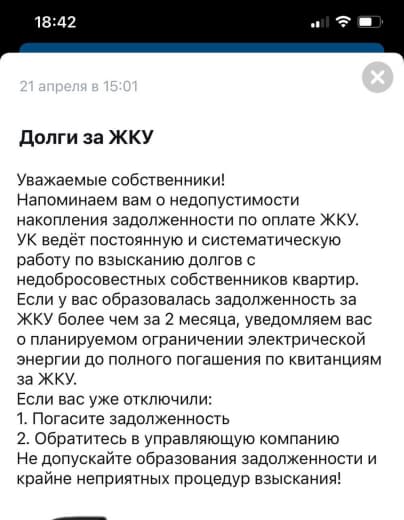 18:42
21 апреля в 15:01
Долги за ЖКУ
Уважаемые собственники!
Напоминаем вам о недопустимости
накопления задолженности по оплате ЖКУ.
УК ведёт постоянную и систематическую
работу по взысканию долгов с
недобросовестных собственников квартир.
Если у вас образовалась задолженность за
ЖКУ более чем за 2 месяца, уведомляем вас
о планируемом ограничении электрической
энергии до полного погашения по квитанциям
за ЖКУ.
Если вас уже отключили:
1. Погасите задолженность
2. Обратитесь в управляющую компанию
Не допускайте образования задолженности и
крайне неприятных процедур взыскания!